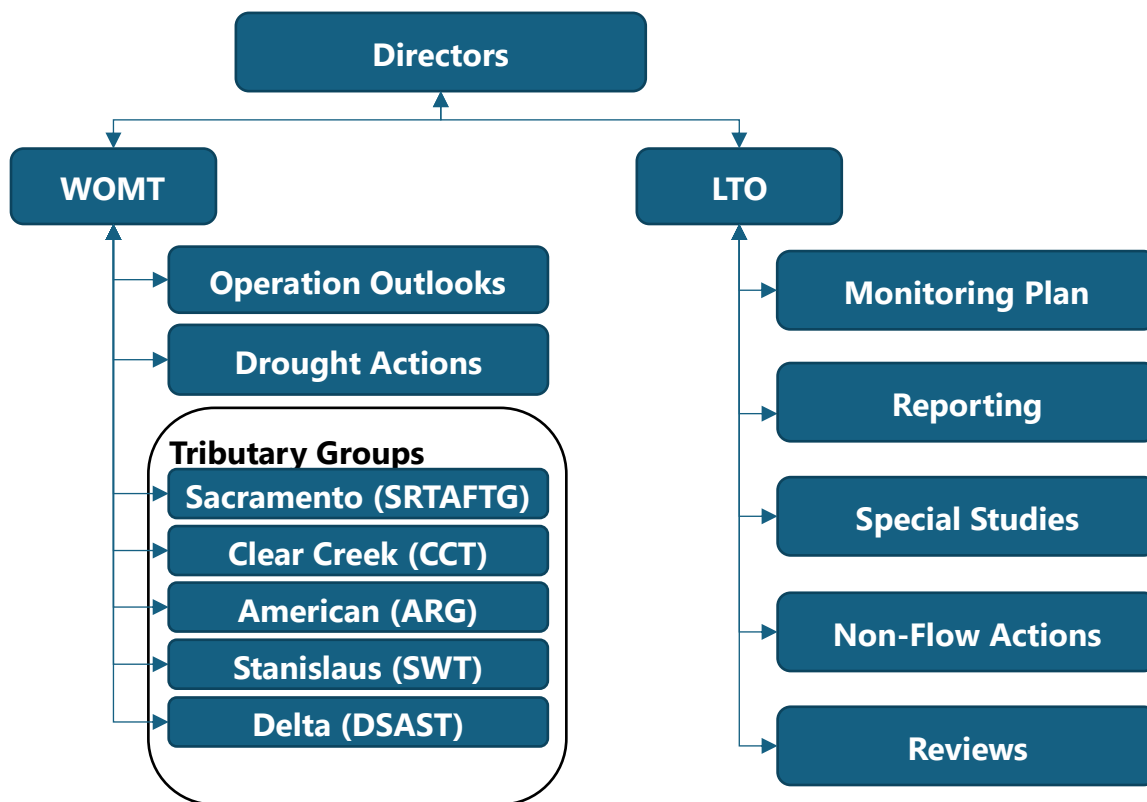 Directors
WOMT
LTO
Operation Outlooks
Drought Actions
Tributary Groups
Sacramento (SRTAFTG)
Clear Creek (CCT)
American (ARG)
Stanislaus (SWT)
Delta (DSAST)
Monitoring Plan
Reporting
Special Studies
Non-Flow Actions
Reviews